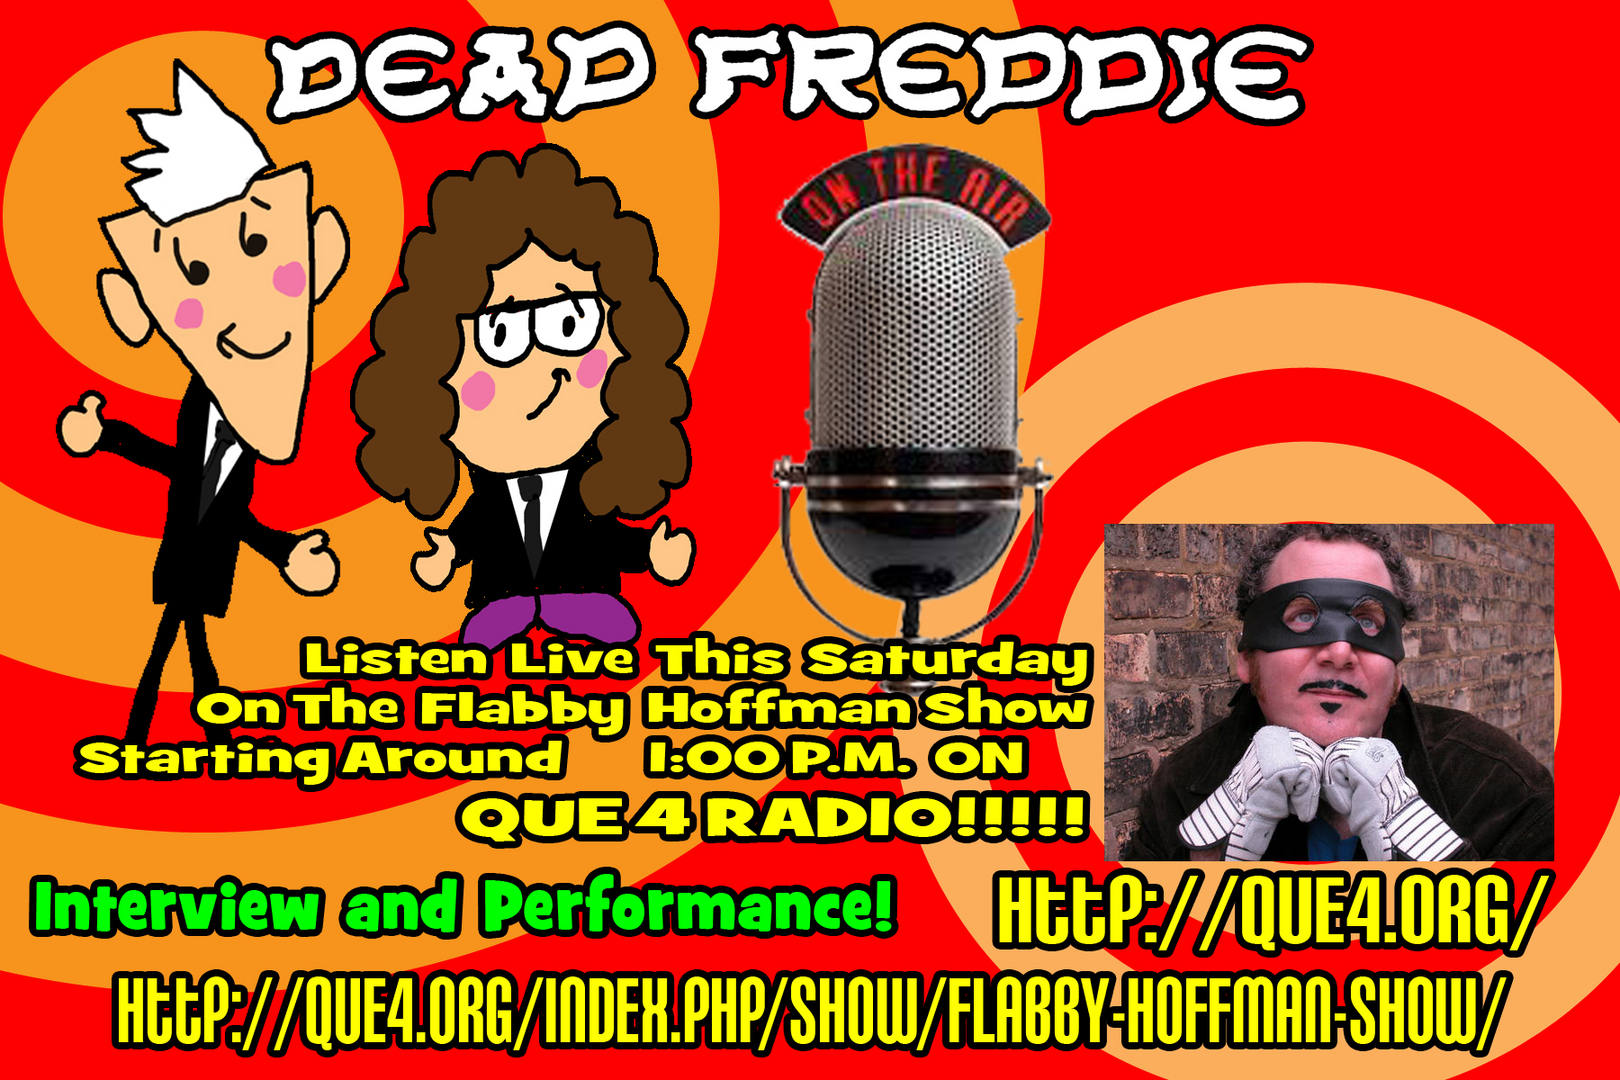 DEAD FREDDIE
ON THE AIR
Listen Live This Saturday
On The Flabby Hoffman Show
Starting Around 1:00 P.M. ON
QUE 4 RADIO!!!!!
Interview and Performance!
HttP://QUE4.ORG/
HttP://QUE4.ORG/INDEX.PHP/SHOW/FLABBY-HOFFMAN-SHOW/